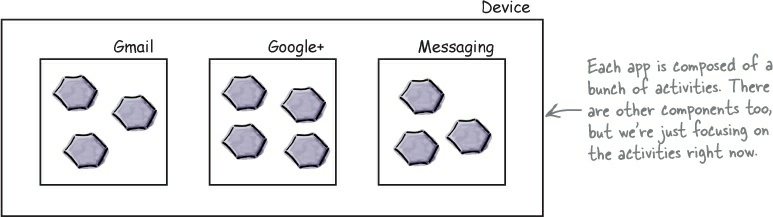 Device
Gmail
Google+
Messaging
Each app is composed of a
bunch of activities. There
are other components too,
but we're just focusing on
the activities right now.